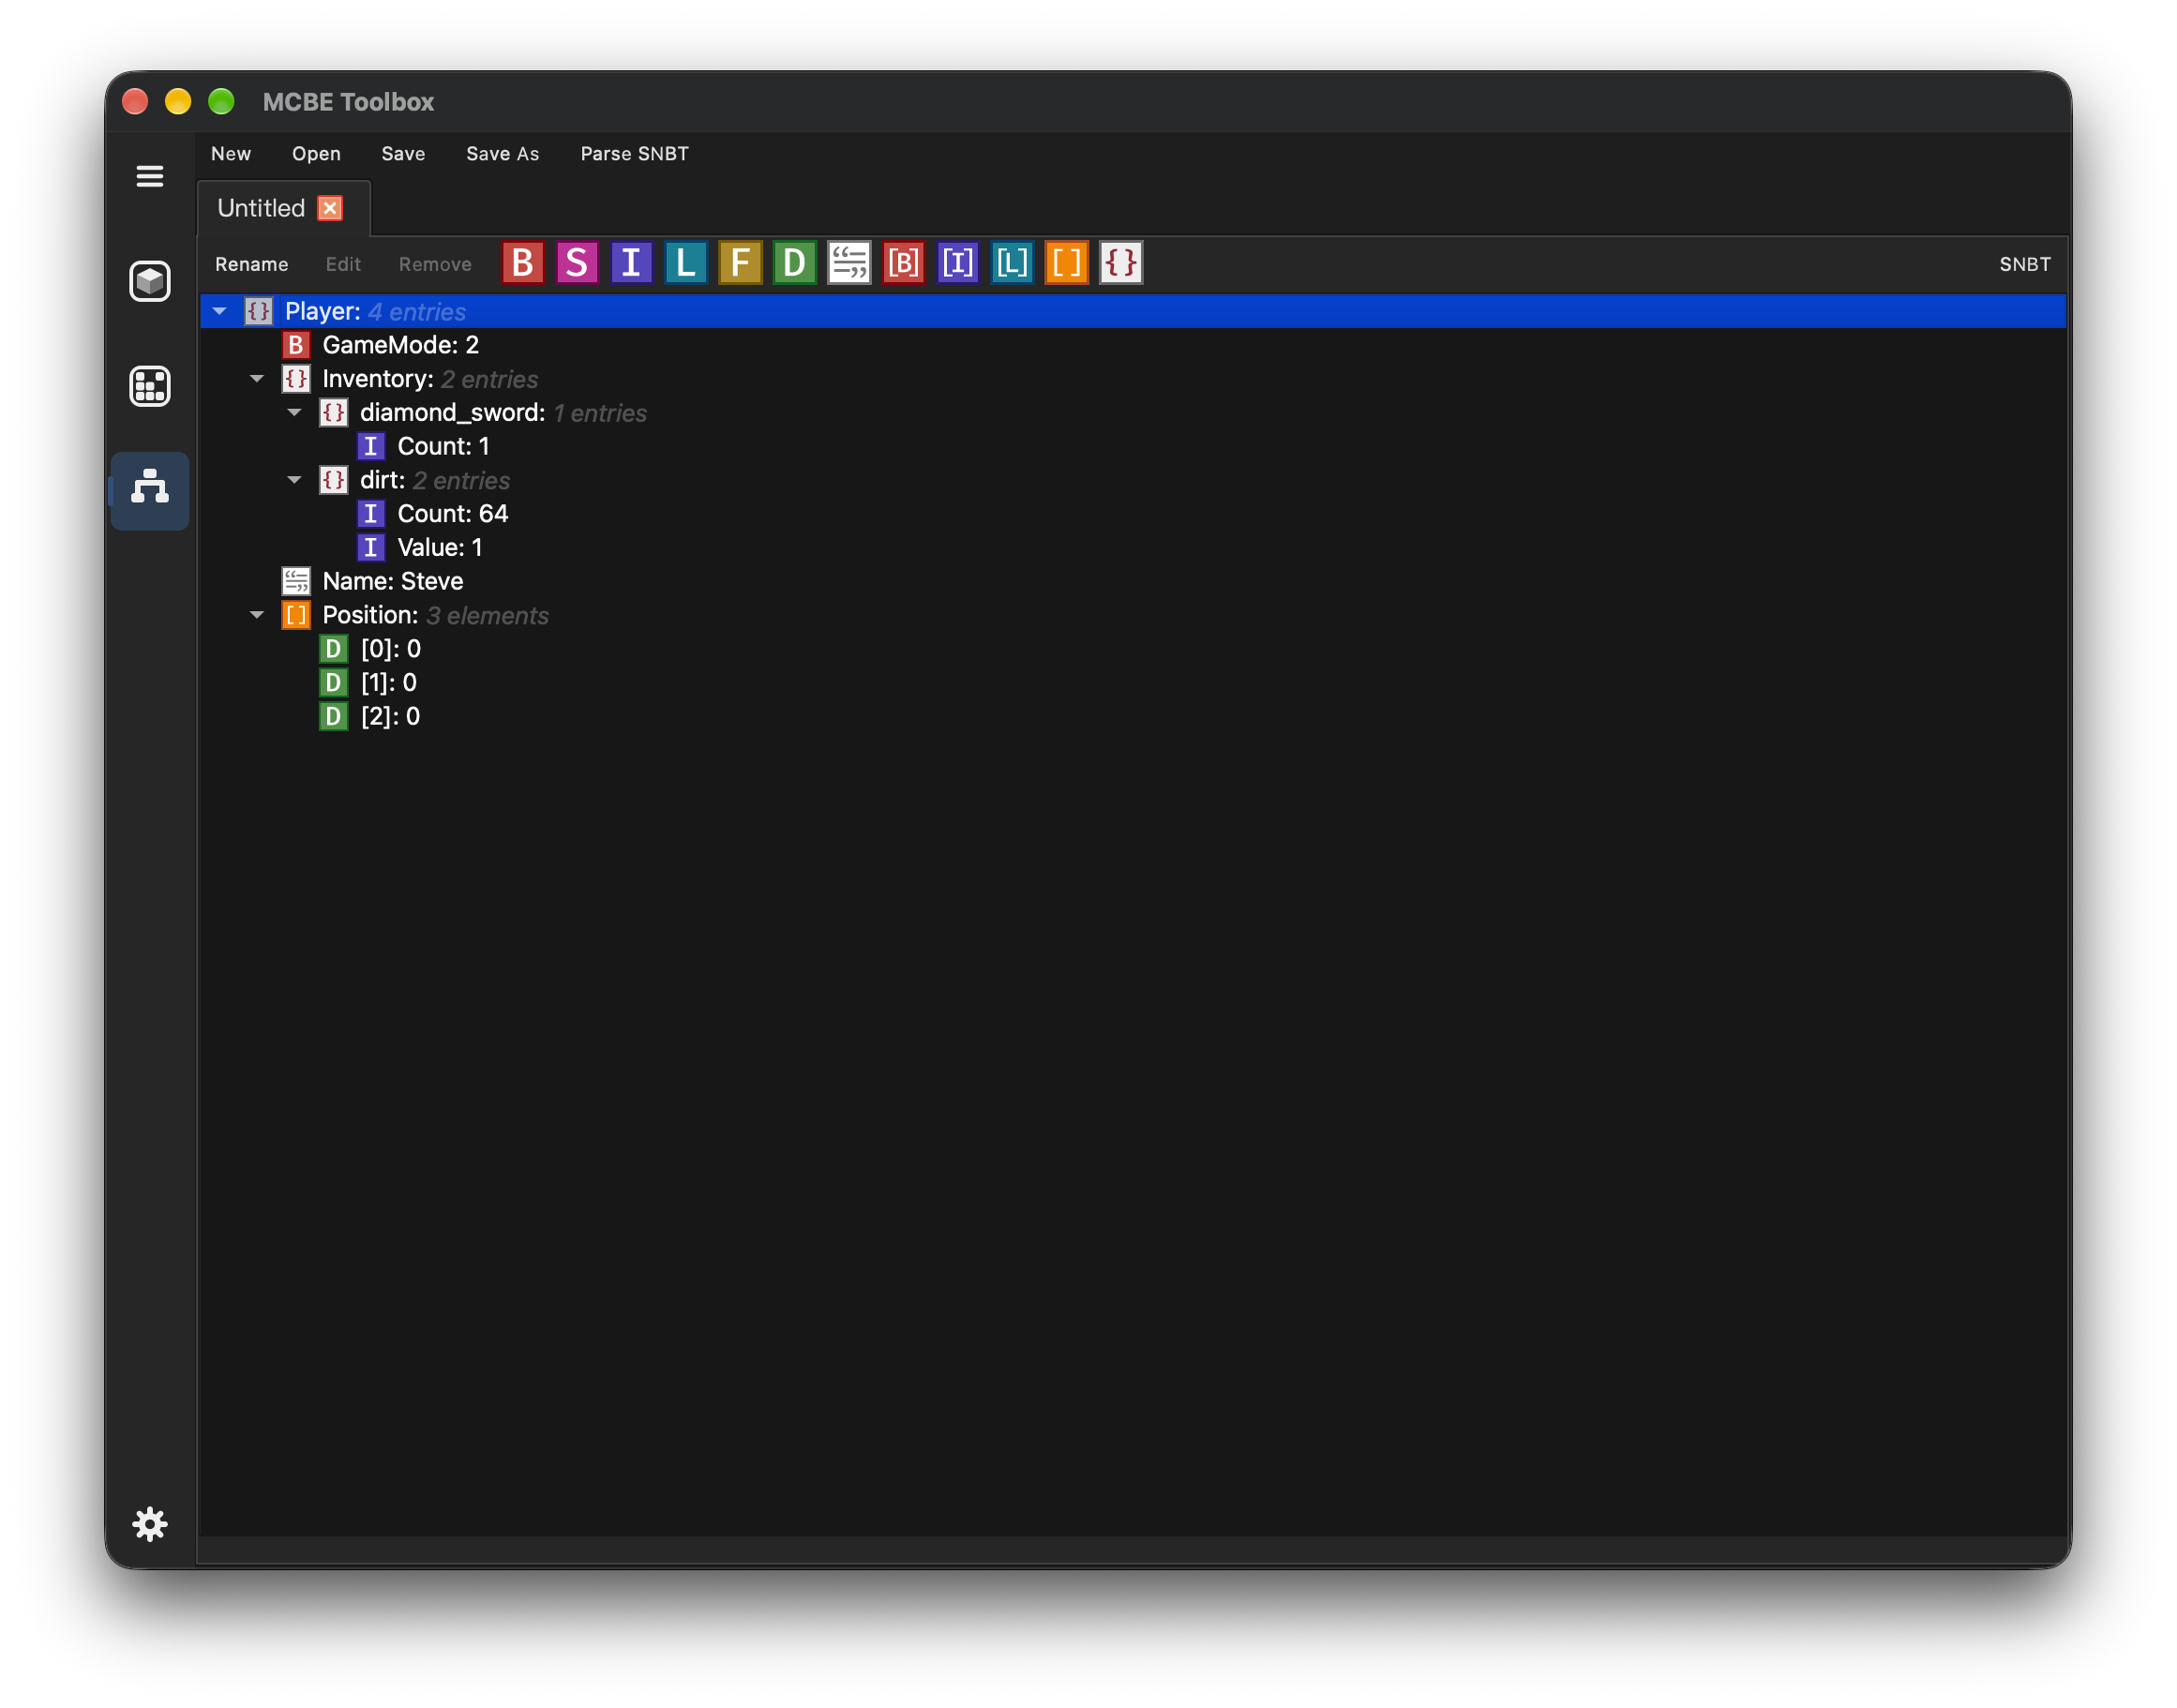 MCBE Toolbox
New Open Save Save As Parse SNBT
Untitled
Rename Edit Remove B S I L F D “ ” [B] [I] [L] [] {} SNBT
{} Player: 4 entries
B GameMode: 2
{} Inventory: 2 entries
{} diamond_sword: 1 entries
I Count: 1
{} dirt: 2 entries
I Count: 64
I Value: 1
“ ” Name: Steve
[] Position: 3 elements
D [0]: 0
D [1]: 0
D [2]: 0